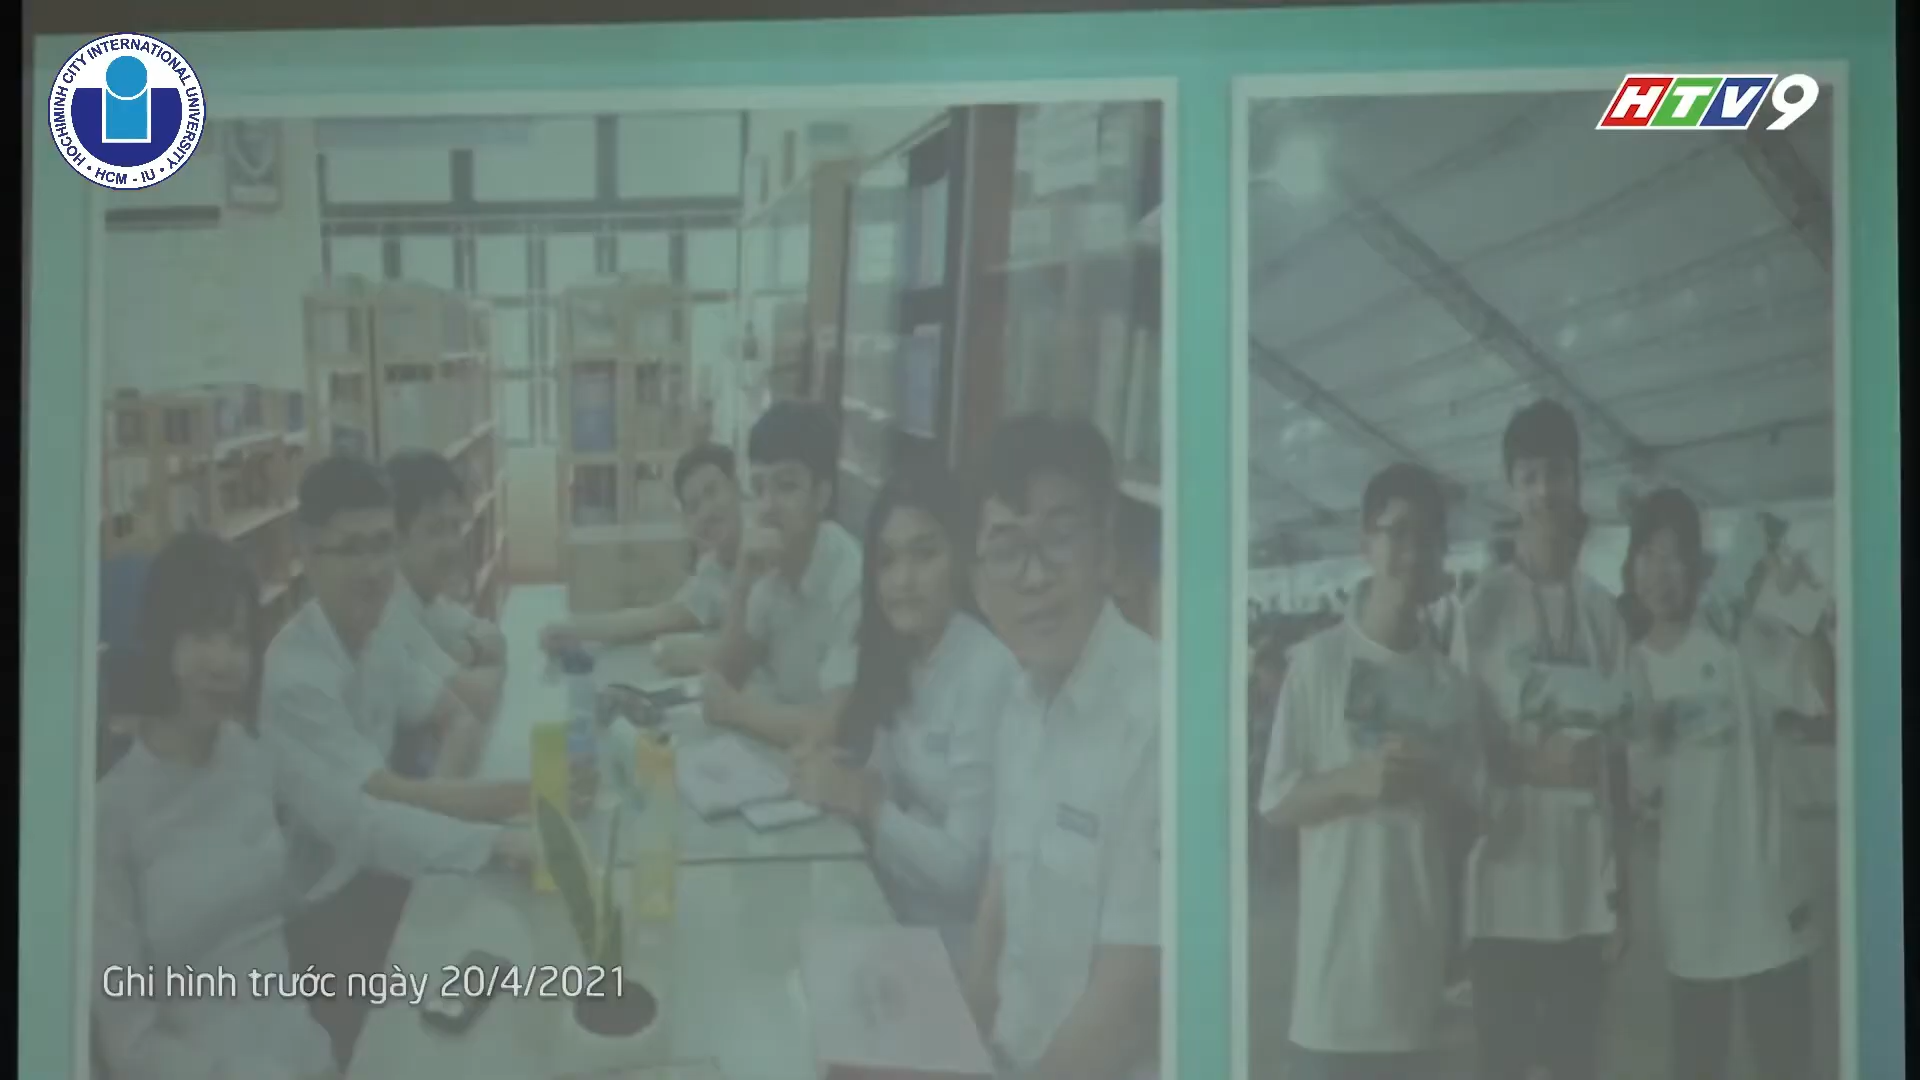 HOCHIMINH CITY INTERNATIONAL UNIVERSITY
• HCM - IU •
HTV9
Ghi hình trước ngày 20/4/2021